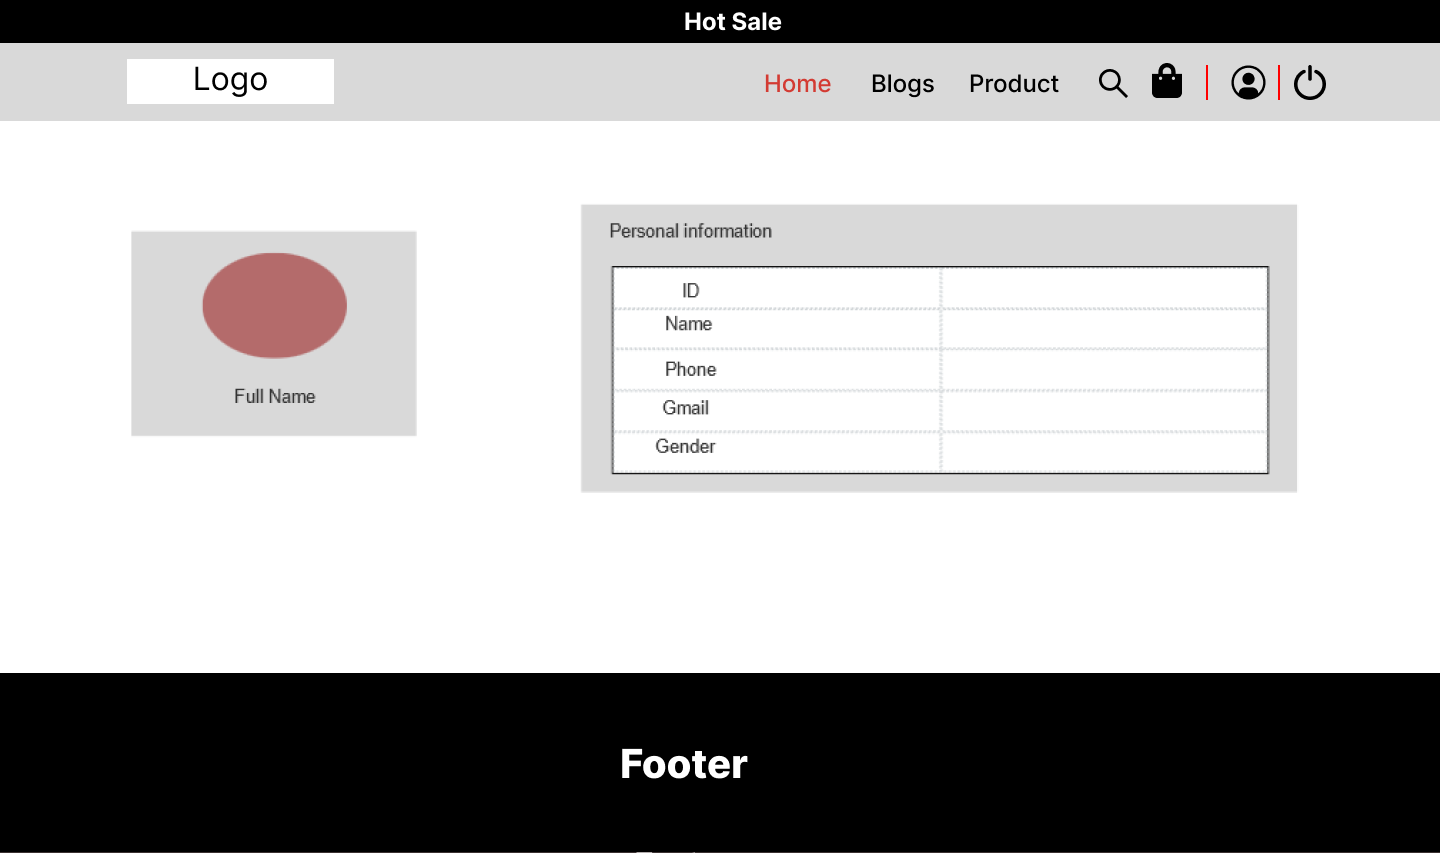 Hot Sale
Logo
Home Blogs Product
Full Name
Personal information
ID
Name
Phone
Gmail
Gender
Footer